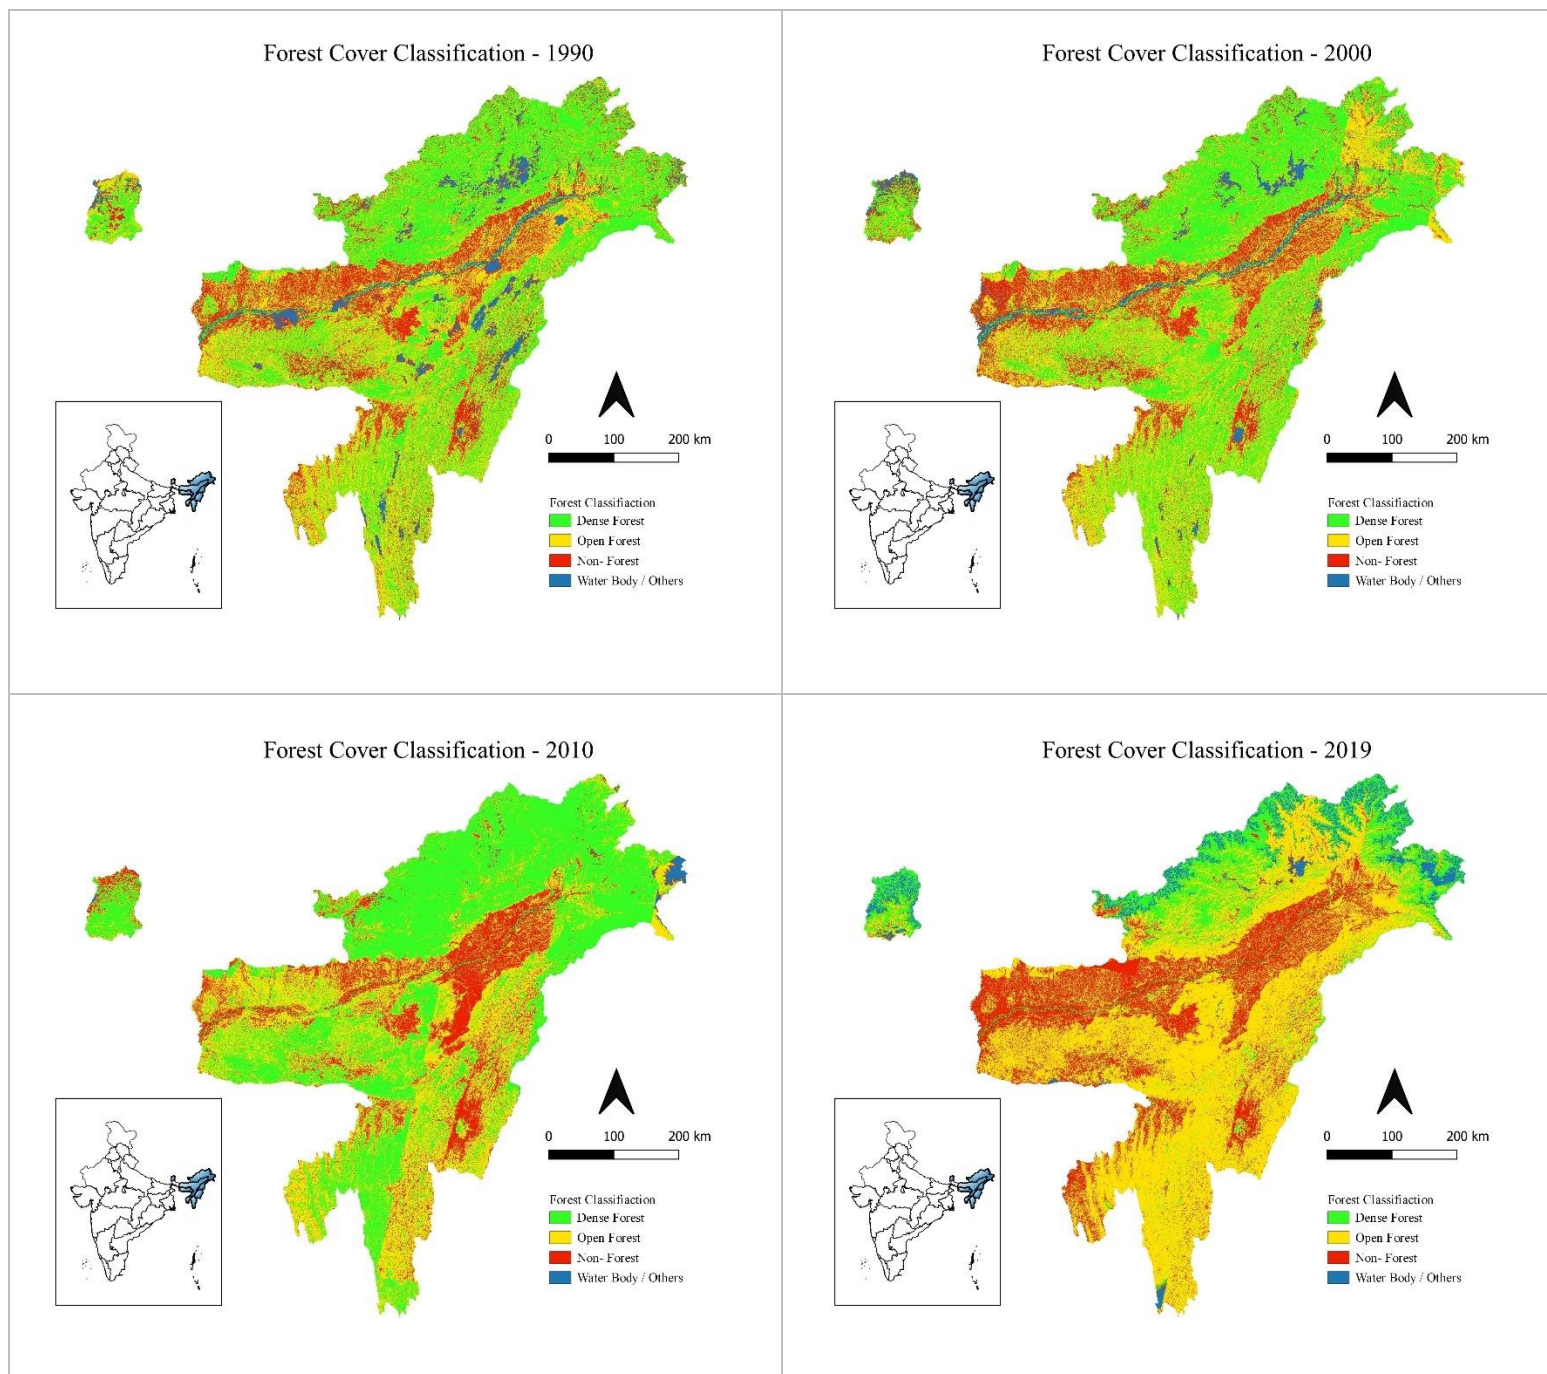 Forest Cover Classification - 1990
0 100 200 km
Forest Classifiaction
Dense Forest
Open Forest
Non- Forest
Water Body / Others
Forest Cover Classification - 2000
0 100 200 km
Forest Classifiaction
Dense Forest
Open Forest
Non- Forest
Water Body / Others
Forest Cover Classification - 2010
0 100 200 km
Forest Classifiaction
Dense Forest
Open Forest
Non- Forest
Water Body / Others
Forest Cover Classification - 2019
0 100 200 km
Forest Classifiaction
Dense Forest
Open Forest
Non- Forest
Water Body / Others